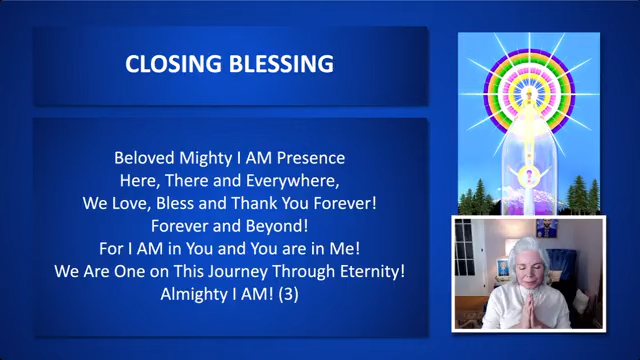 CLOSING BLESSING
Beloved Mighty I AM Presence
Here, There and Everywhere,
We Love, Bless and Thank You Forever!
Forever and Beyond!
For I AM in You and You are in Me!
We Are One on This Journey Through Eternity!
Almighty I AM! (3)